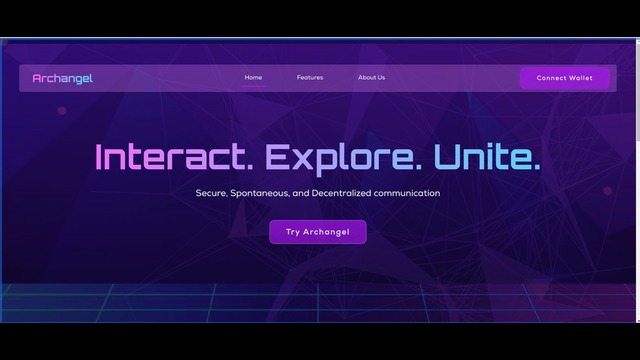 Archangel
Home Features About Us
Connect Wallet
Interact. Explore. Unite.
Secure, Spontaneous, and Decentralized communication
Try Archangel